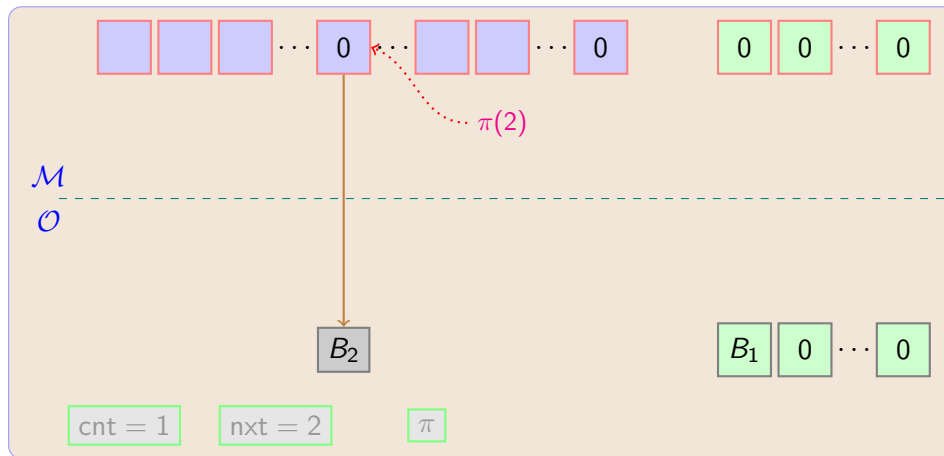 ··· 0 ··· ··· 0 0 0 ··· 0
π(2)
ℳ
𝒪
B₂ B₁ 0 ··· 0
cnt = 1 nxt = 2 π